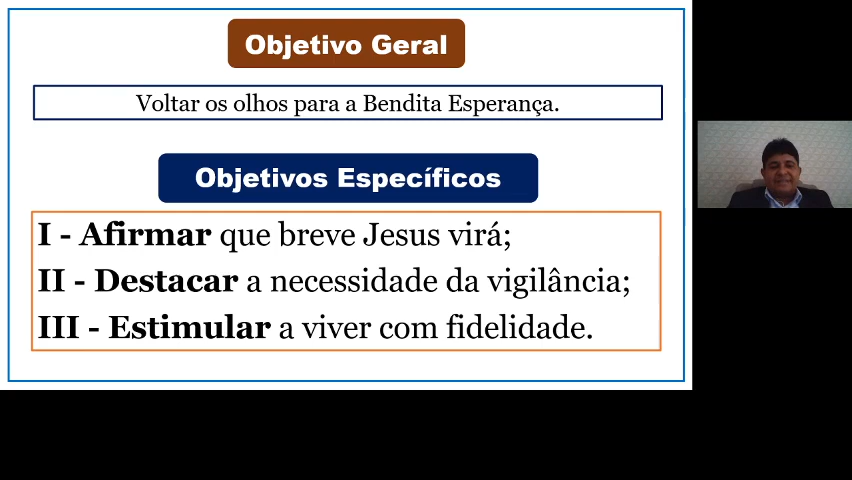 Objetivo Geral
Voltar os olhos para a Bendita Esperança.
Objetivos Específicos
I - Afirmar que breve Jesus virá;
II - Destacar a necessidade da vigilância;
III - Estimular a viver com fidelidade.